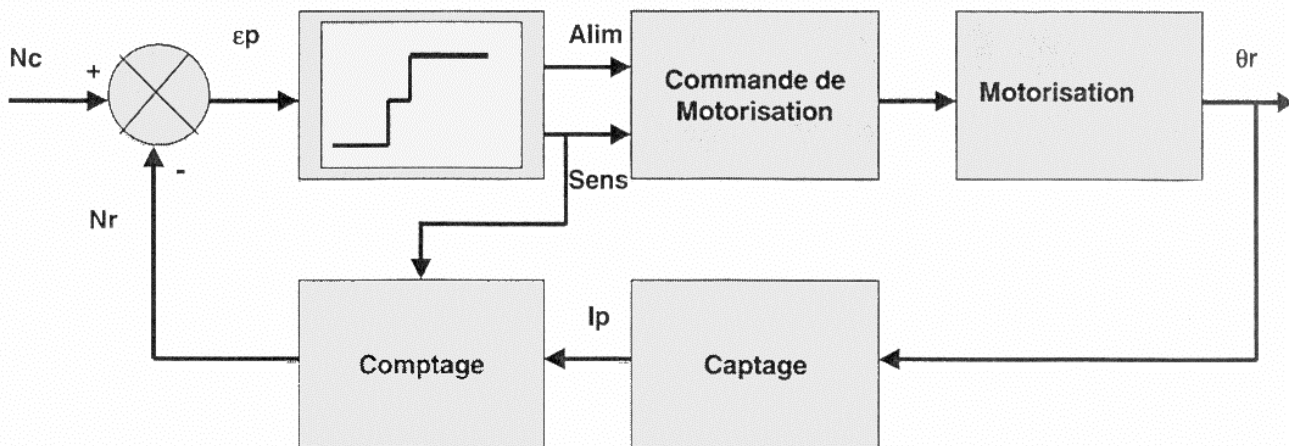 Nc
+
εp
Alim
Commande de
Motorisation
Motorisation
θr
-
Sens
Nr
Comptage
Ip
Captage